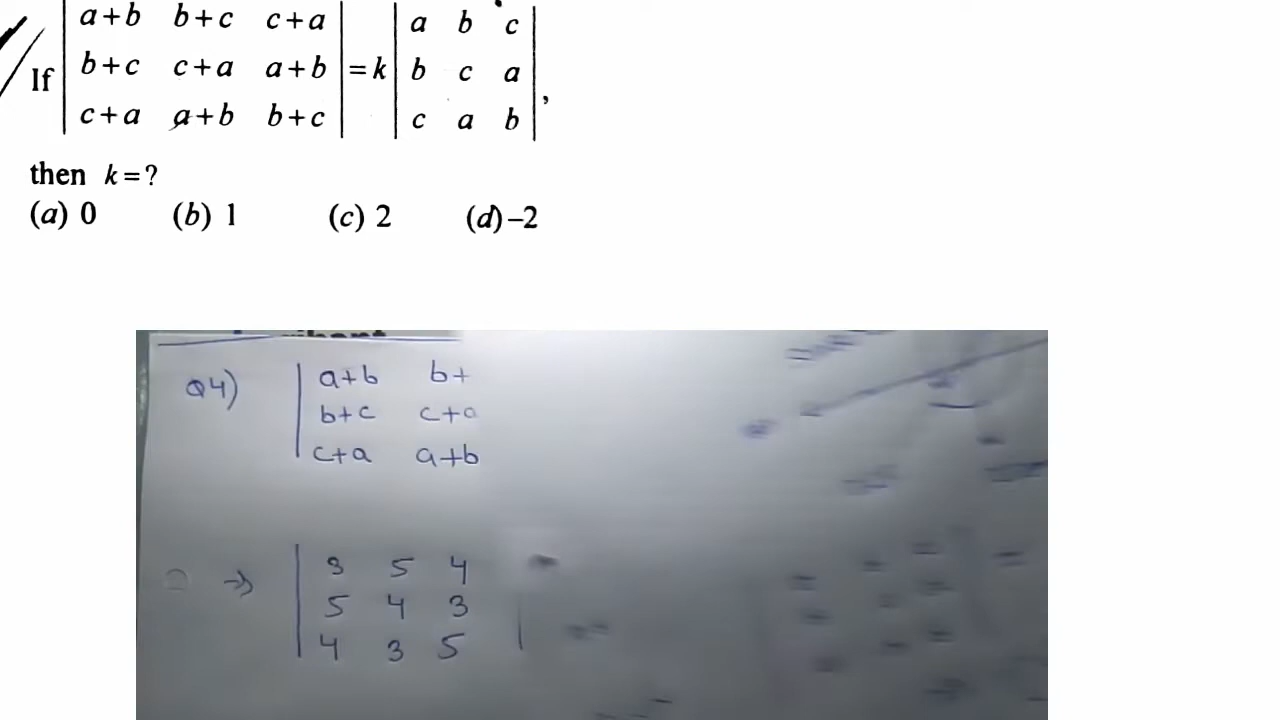 If | a+b b+c c+a |
| b+c c+a a+b | = k | a b c |
| c+a a+b b+c | | b c a |
| c a b | ,
then k=?
(a) 0 (b) 1 (c) 2 (d) –2
Q4) | a+b b+
b+c c+a
c+a a+b
⇒ | 3 5 4
5 4 3
4 3 5 |